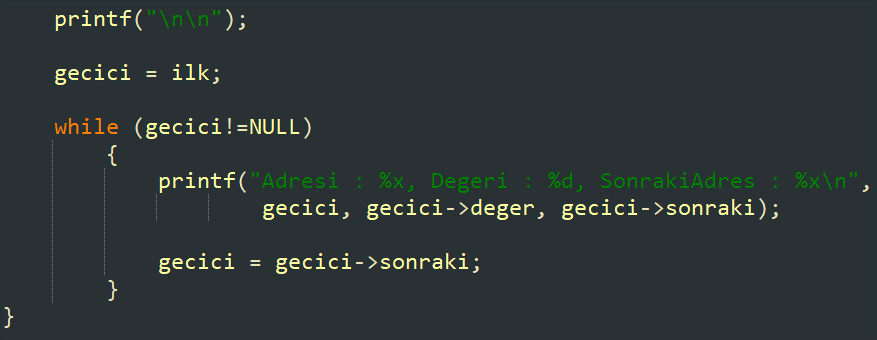 printf("\n\n");
gecici = ilk;
while (gecici!=NULL)
{
printf("Adresi : %x, Degeri : %d, SonrakiAdres : %x\n",
gecici, gecici->deger, gecici->sonraki);
gecici = gecici->sonraki;
}
}